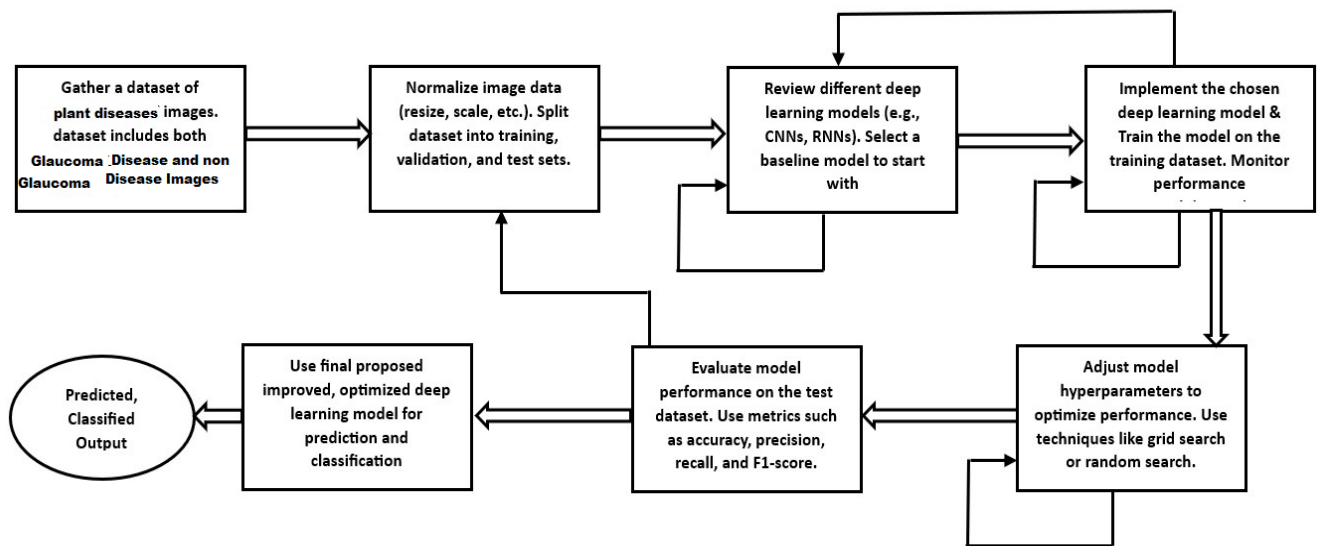 Gather a dataset of
plant diseases images.
dataset includes both
Glaucoma Disease and non
Glaucoma Disease Images
Normalize image data
(resize, scale, etc.). Split
dataset into training,
validation, and test sets.
Review different deep
learning models (e.g.,
CNNs, RNNs). Select a
baseline model to start
with
Implement the chosen
deep learning model &
Train the model on the
training dataset. Monitor
performance
Predicted,
Classified
Output
Use final proposed
improved, optimized deep
learning model for
prediction and
classification
Evaluate model
performance on the test
dataset. Use metrics such
as accuracy, precision,
recall, and F1-score.
Adjust model
hyperparameters to
optimize performance. Use
techniques like grid search
or random search.